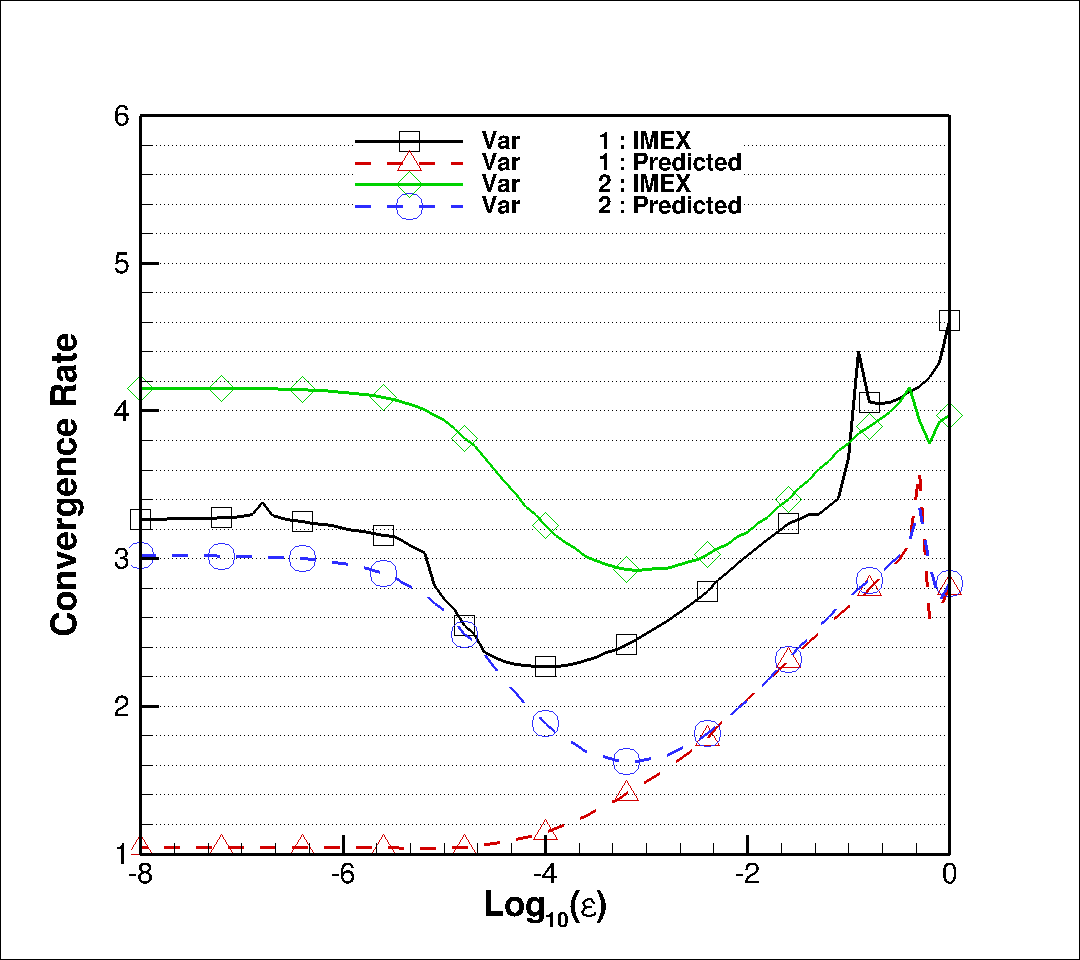 6
Var 1 : IMEX
Var 1 : Predicted
Var 2 : IMEX
Var 2 : Predicted
5
4
3
2
1
Convergence Rate
-8 -6 -4 -2 0
Log10(ε)